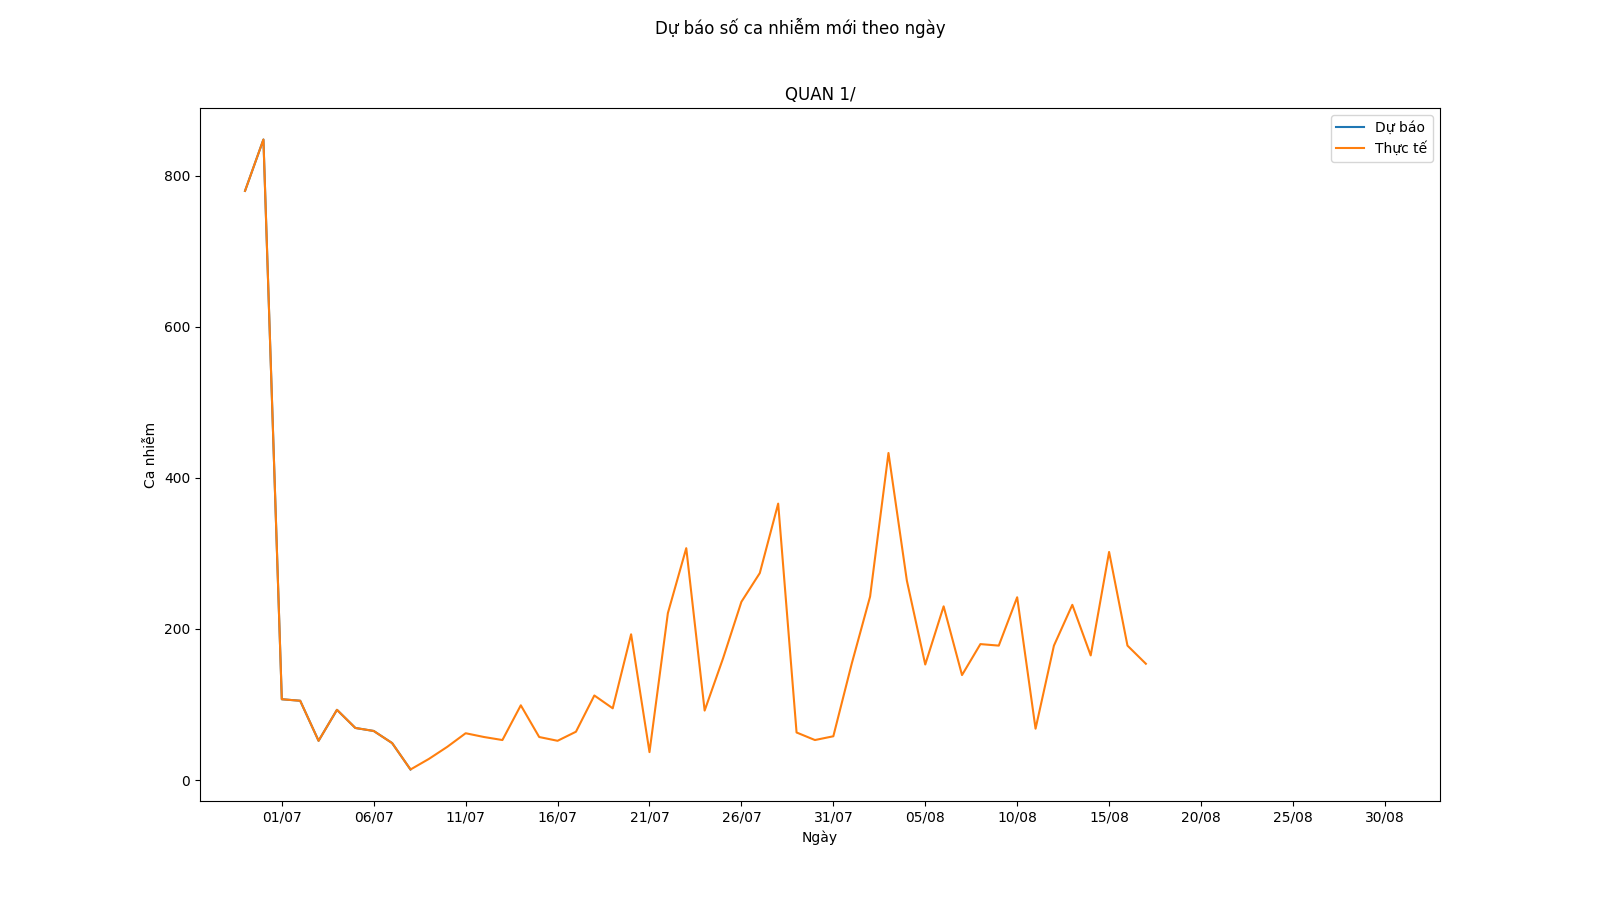 Dự báo số ca nhiễm mới theo ngày
QUAN 1/
Dự báo
Thực tế
800
600
400
200
0
Ca nhiễm
01/07 06/07 11/07 16/07 21/07 26/07 31/07 05/08 10/08 15/08 20/08 25/08 30/08
Ngày